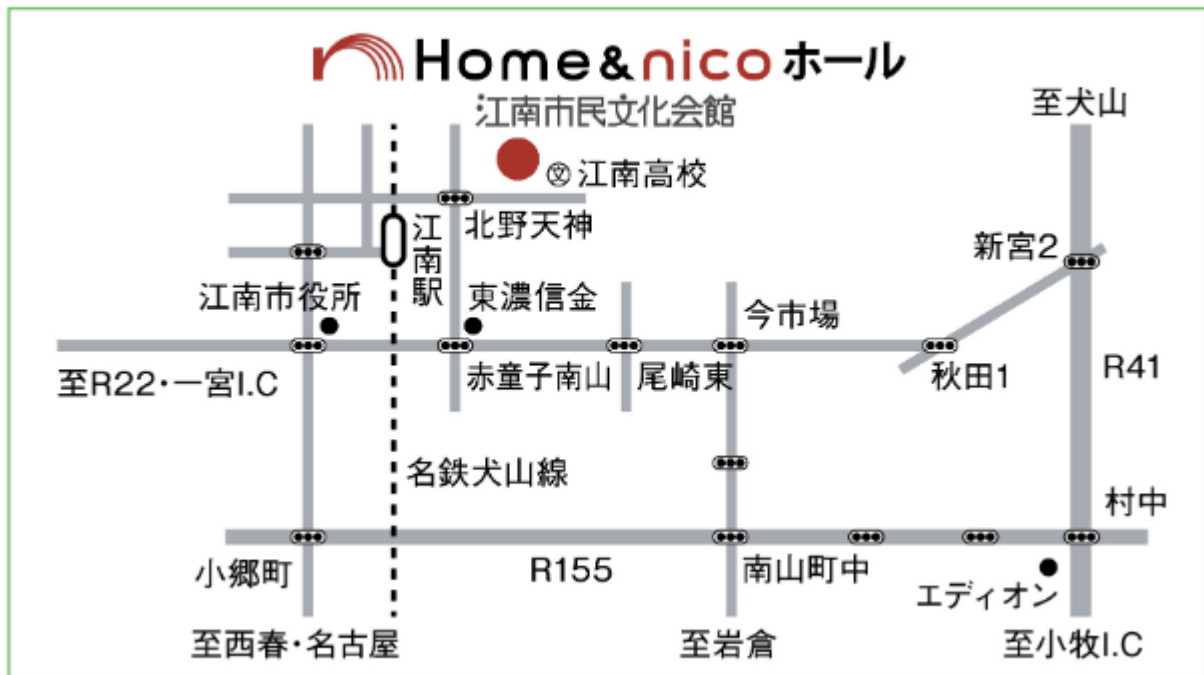 Home&nicoホール
江南市民文化会館
至犬山
㊫江南高校
北野天神
江南駅
新宮2
江南市役所
東濃信金
今市場
至R22・一宮I.C
赤童子南山
尾崎東
秋田1
R41
名鉄犬山線
村中
小郷町
R155
南山町中
エディオン
至西春・名古屋
至岩倉
至小牧I.C